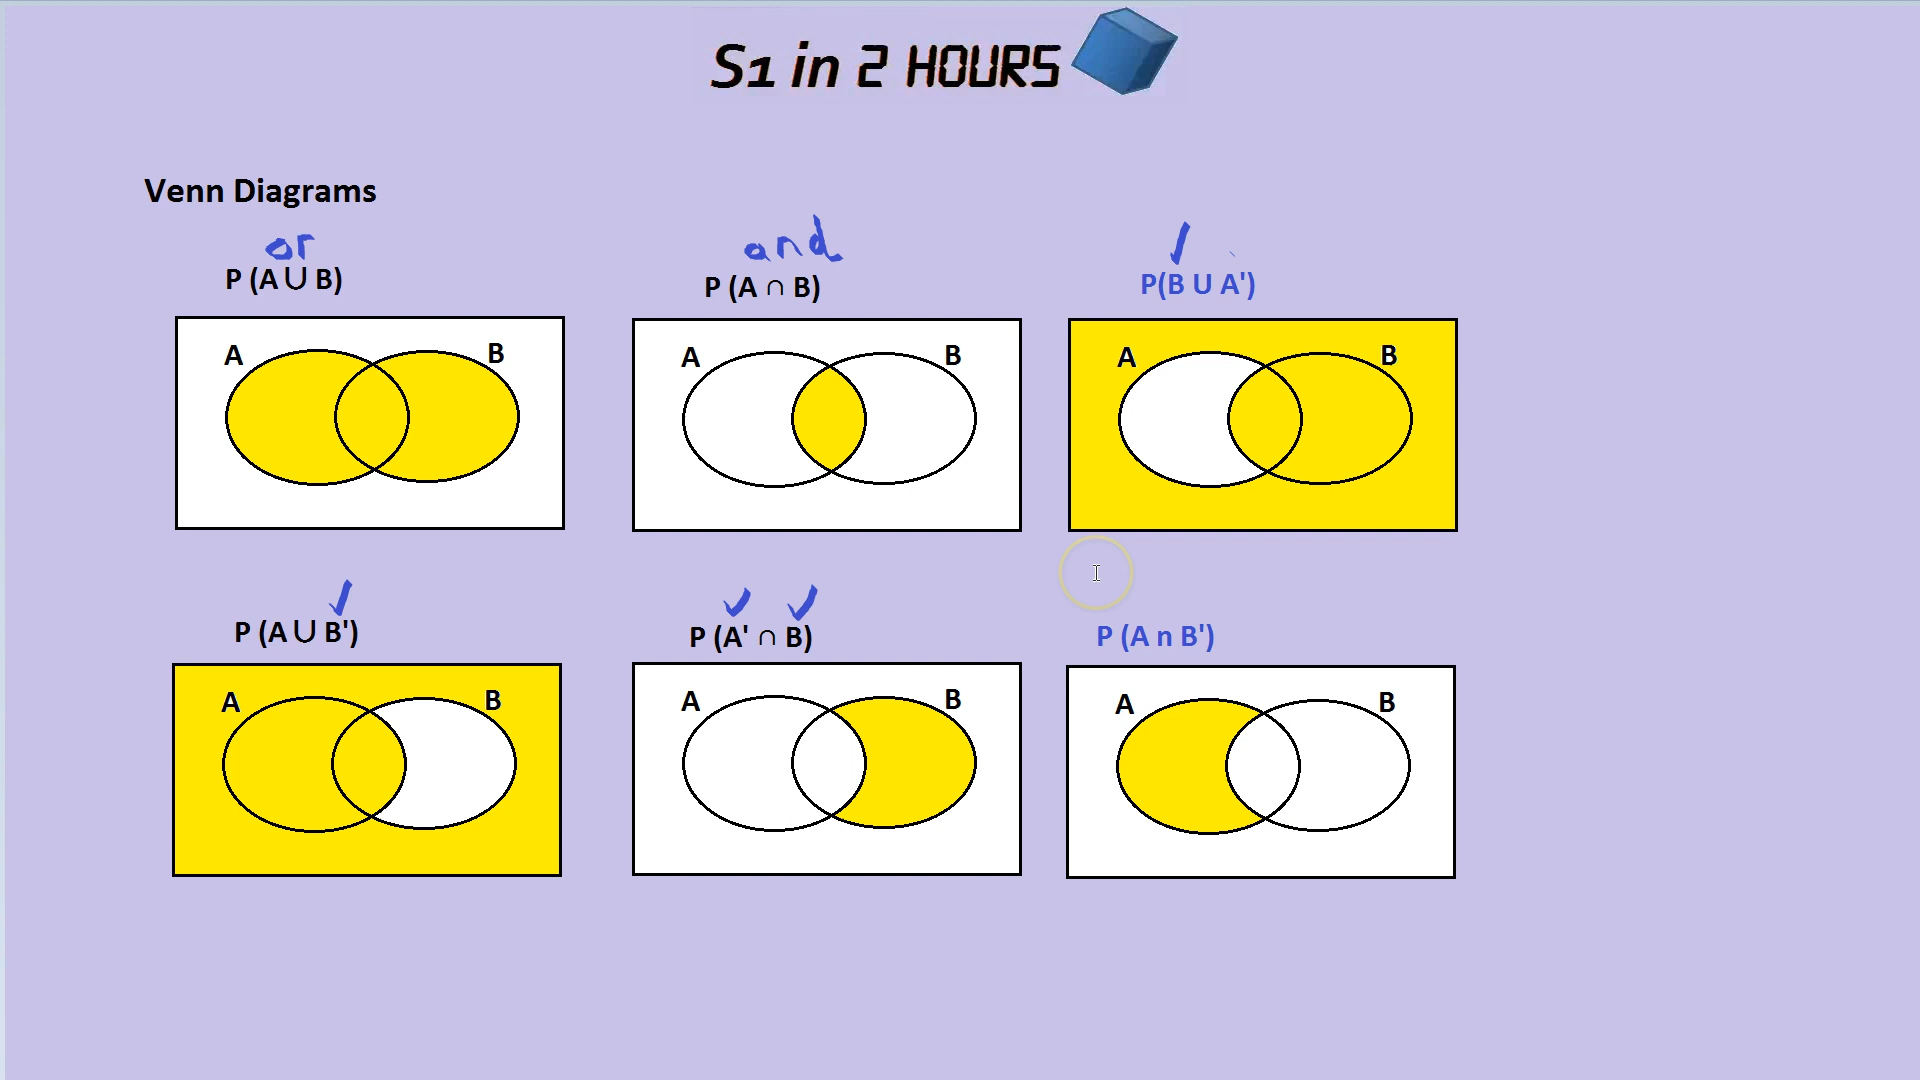 S1 in 2 HOURS
Venn Diagrams
or
and
P (A ∪ B)
P (A ∩ B)
P(B U A')
A B
A B
A B
P (A ∪ B')
P (A' ∩ B)
P (A n B')
A B
A B
A B